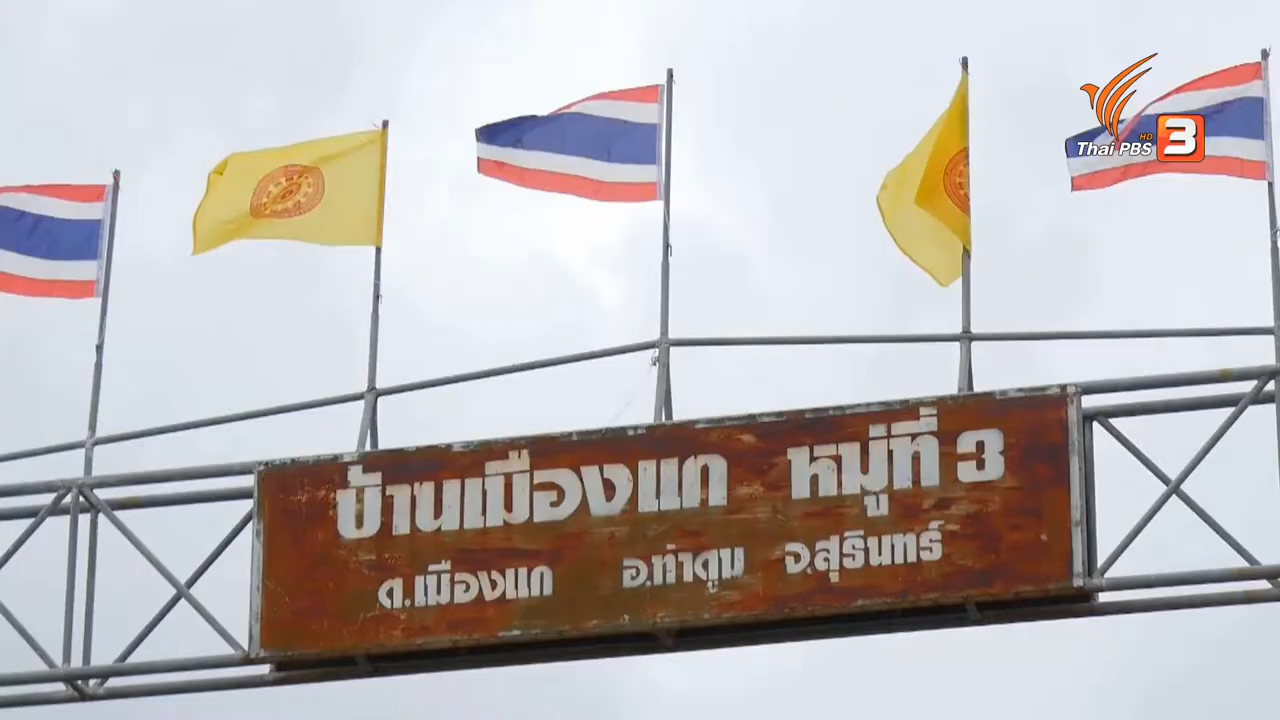 HD
Thai PBS 3
บ้านเมืองแก หมู่ที่ 3
ต.เมืองแก อ.ท่าตูม จ.สุรินทร์